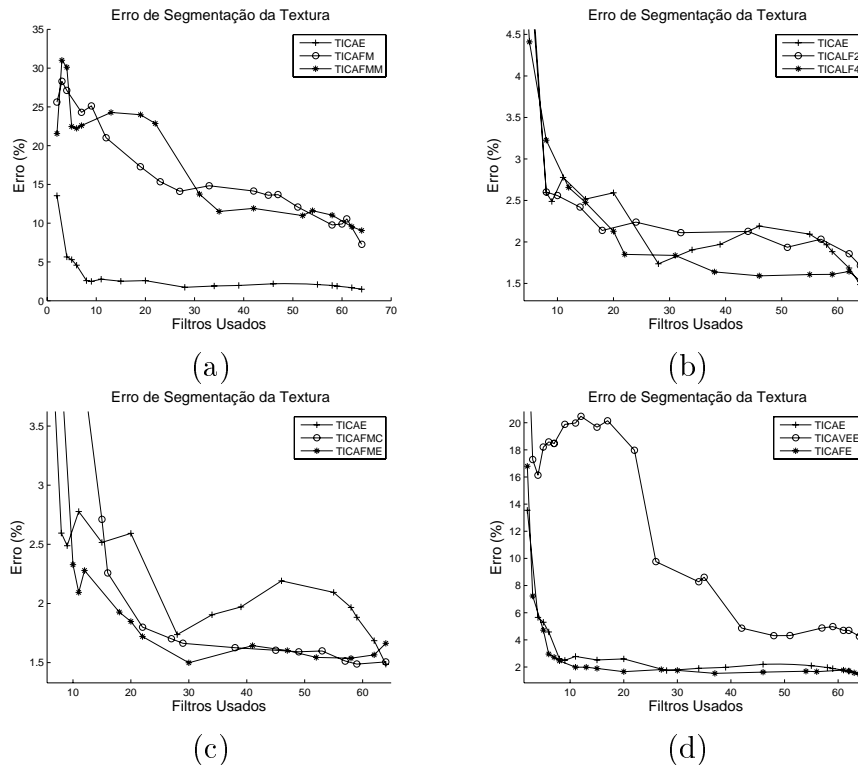 Erro de Segmentação da Textura
35
30
25
20
15
10
5
0
0 10 20 30 40 50 60 70
Erro (%)
Filtros Usados
TICAE
TICAFM
TICAFMM
(a)
Erro de Segmentação da Textura
4.5
4
3.5
3
2.5
2
1.5
10 20 30 40 50 60
Erro (%)
Filtros Usados
TICAE
TICALF2
TICALF4
(b)
Erro de Segmentação da Textura
3.5
3
2.5
2
1.5
10 20 30 40 50 60
Erro (%)
Filtros Usados
TICAE
TICAFMC
TICAFME
(c)
Erro de Segmentação da Textura
20
18
16
14
12
10
8
6
4
2
10 20 30 40 50 60
Erro (%)
Filtros Usados
TICAE
TICAVEE
TICAFE
(d)